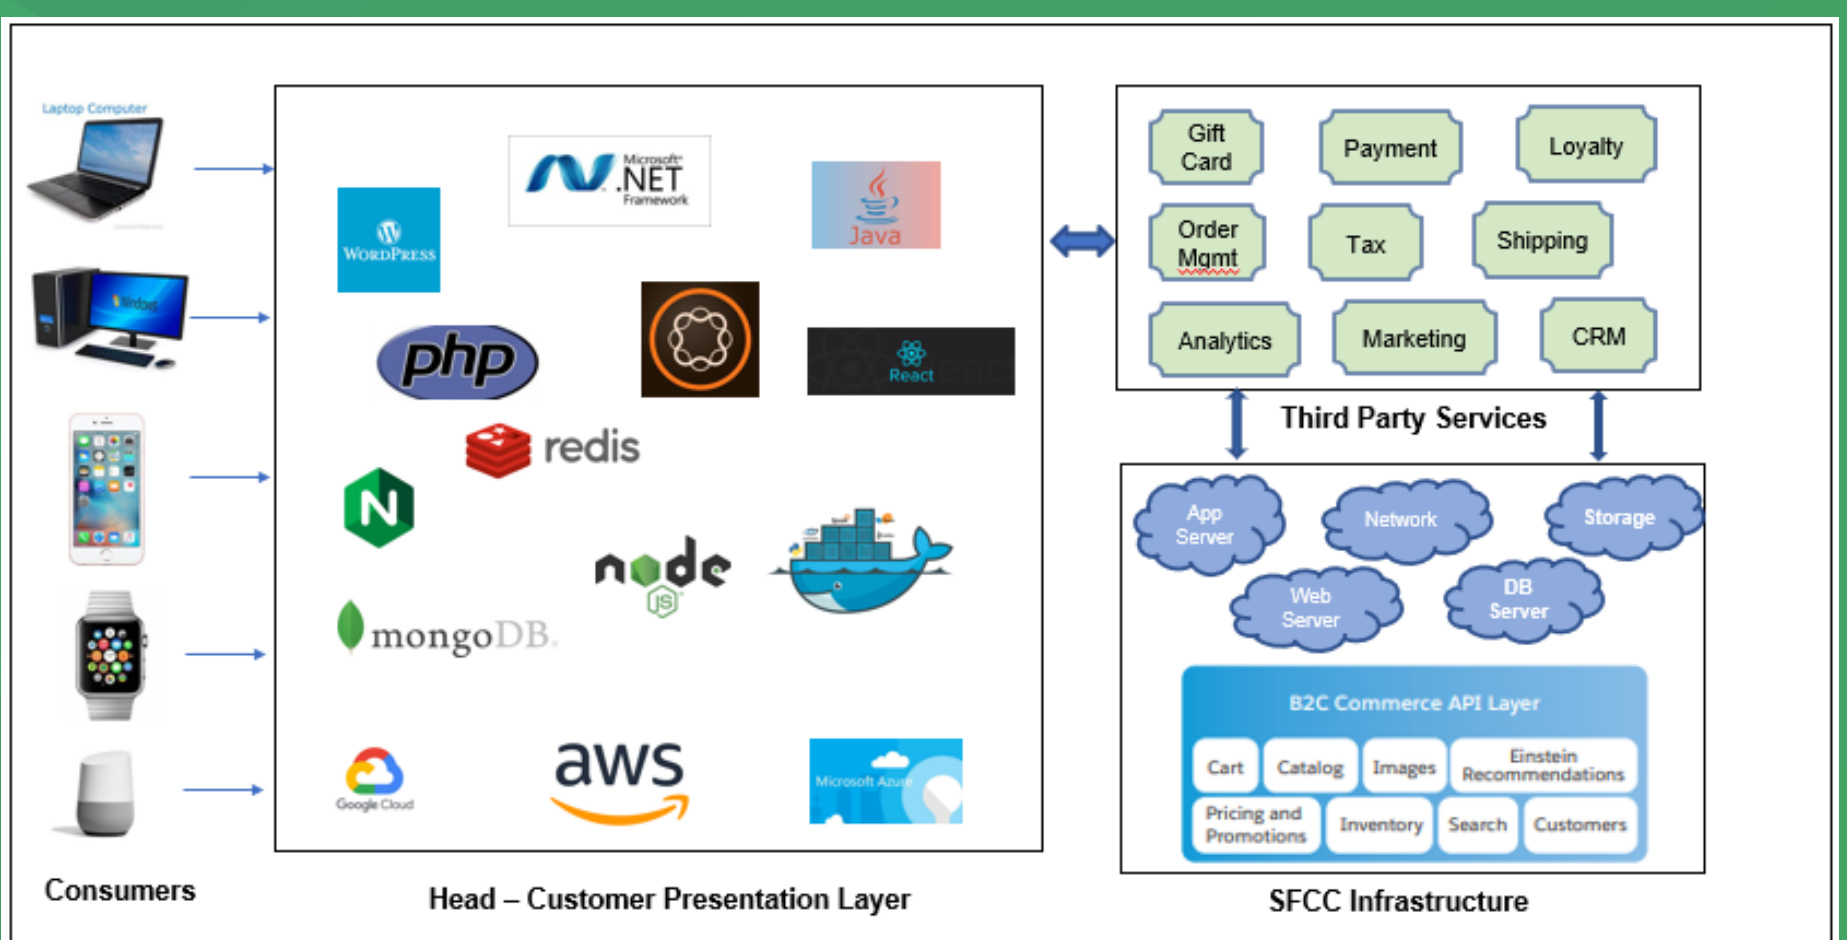 Laptop Computer
Windows
Consumers
Microsoft
.NET
Framework
WORDPRESS
Java
php
React
redis
N
node
JS
mongoDB.
Google Cloud
aws
Microsoft Azure
Head – Customer Presentation Layer
Gift
Card
Payment
Loyalty
Order
Mgmt
Tax
Shipping
Analytics
Marketing
CRM
Third Party Services
App
Server
Network
Storage
Web
Server
DB
Server
B2C Commerce API Layer
Cart
Catalog
Images
Einstein
Recommendations
Pricing and
Promotions
Inventory
Search
Customers
SFCC Infrastructure